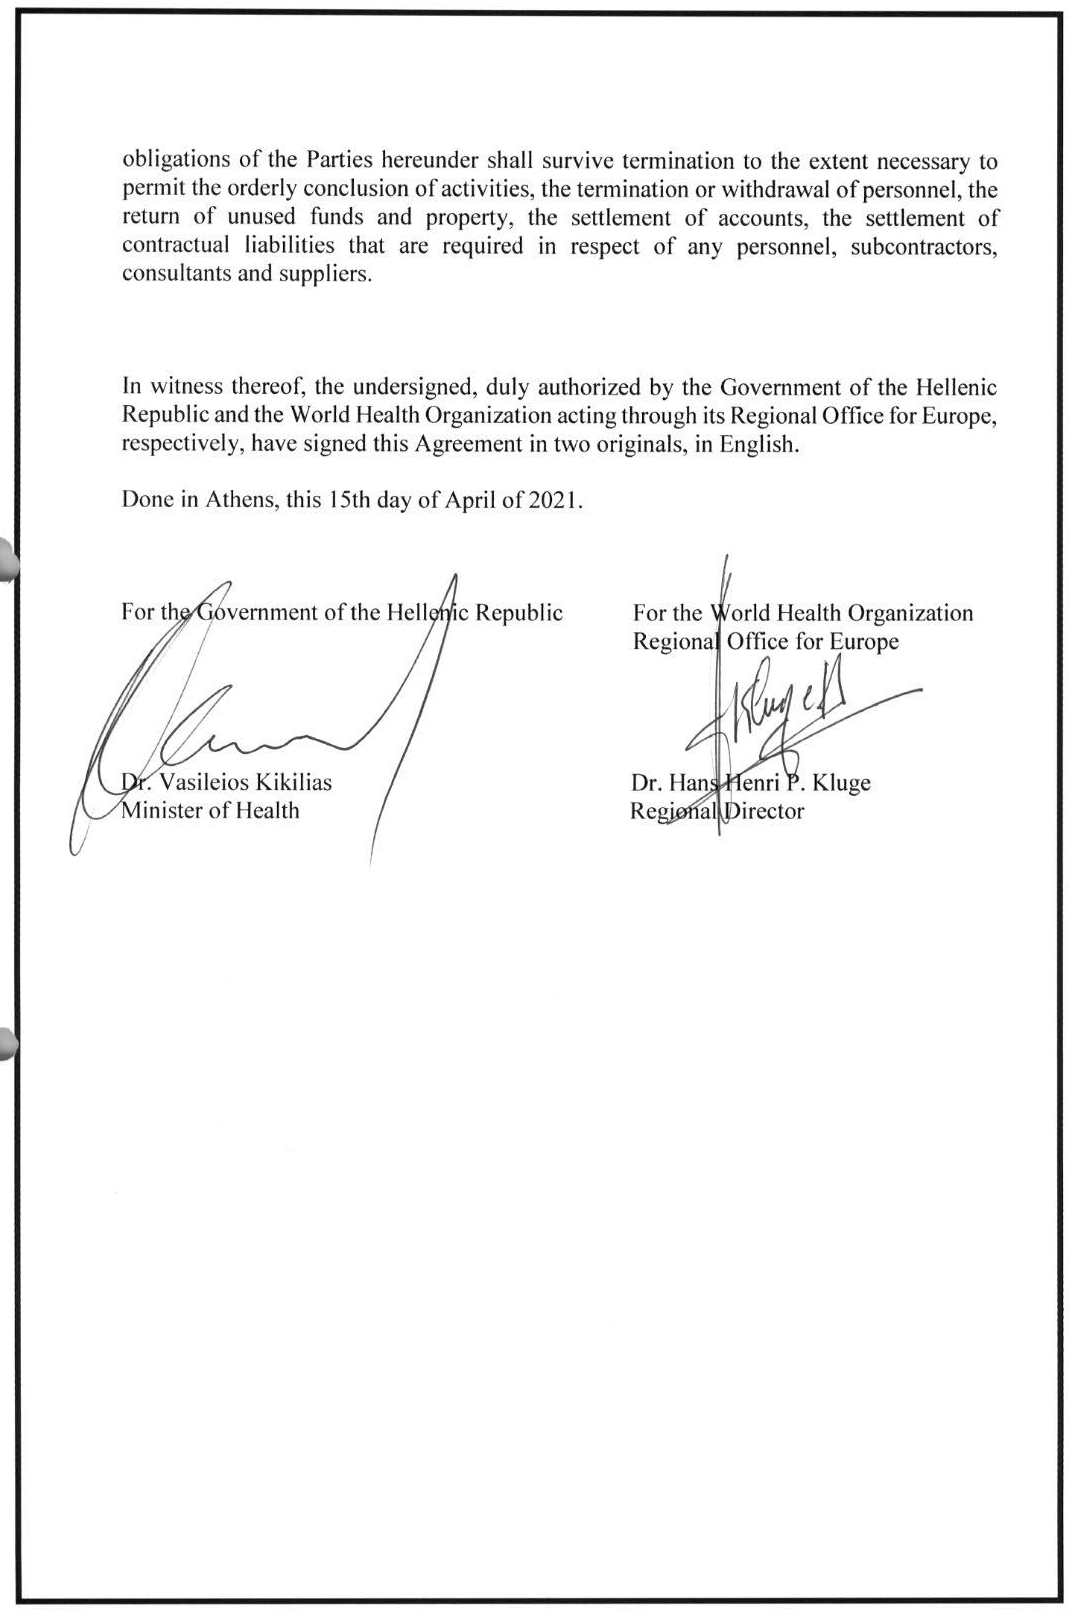 obligations of the Parties hereunder shall survive termination to the extent necessary to
permit the orderly conclusion of activities, the termination or withdrawal of personnel, the
return of unused funds and property, the settlement of accounts, the settlement of
contractual liabilities that are required in respect of any personnel, subcontractors,
consultants and suppliers.
In witness thereof, the undersigned, duly authorized by the Government of the Hellenic
Republic and the World Health Organization acting through its Regional Office for Europe,
respectively, have signed this Agreement in two originals, in English.
Done in Athens, this 15th day of April of 2021.
For the Government of the Hellenic Republic
Dr. Vasileios Kikilias
Minister of Health
For the World Health Organization
Regional Office for Europe
Dr. Hans Henri P. Kluge
Regional Director